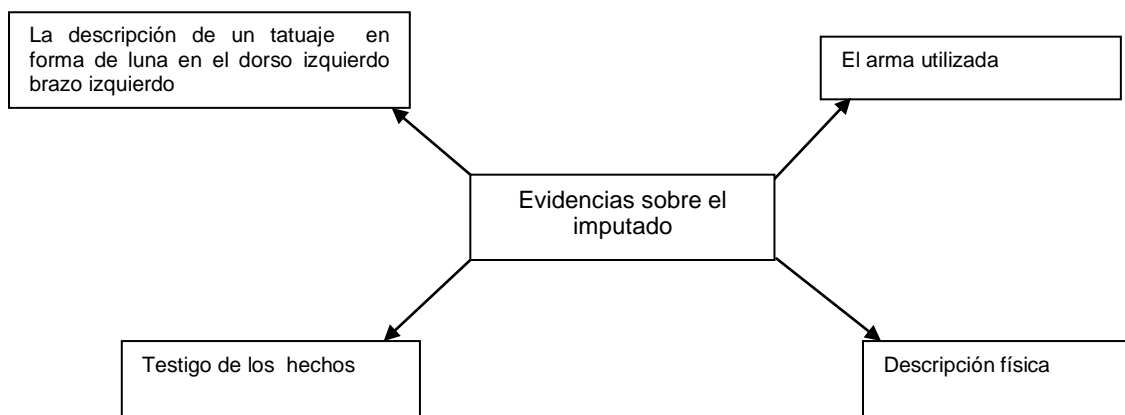 La descripción de un tatuaje en
forma de luna en el dorso izquierdo
brazo izquierdo
El arma utilizada
Evidencias sobre el
imputado
Testigo de los hechos
Descripción física